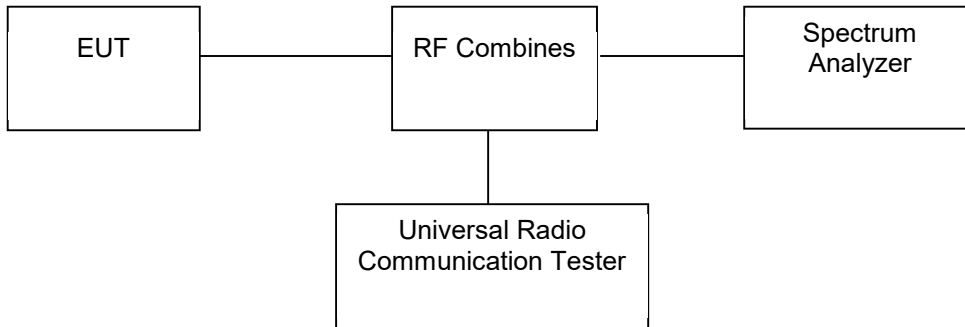 EUT
RF Combines
Spectrum
Analyzer
Universal Radio
Communication Tester